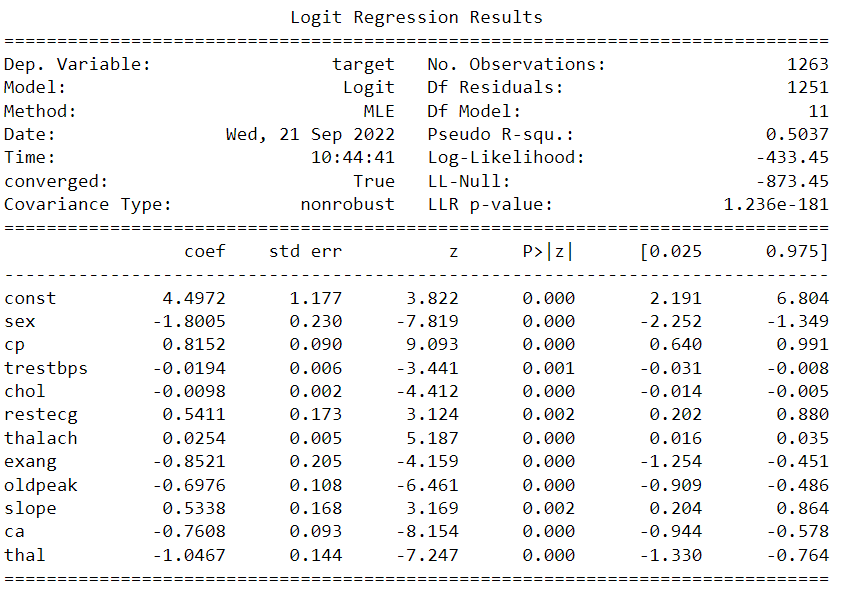 Logit Regression Results
==============================================================================
Dep. Variable:                 target   No. Observations:                 1263
Model:                          Logit   Df Residuals:                     1251
Method:                           MLE   Df Model:                           11
Date:                Wed, 21 Sep 2022   Pseudo R-squ.:                  0.5037
Time:                        10:44:41   Log-Likelihood:                -433.45
converged:                       True   LL-Null:                       -873.45
Covariance Type:            nonrobust   LLR p-value:                1.236e-181
==============================================================================
                 coef    std err          z      P>|z|      [0.025      0.975]
------------------------------------------------------------------------------
const          4.4972      1.177      3.822      0.000       2.191       6.804
sex           -1.8005      0.230     -7.819      0.000      -2.252      -1.349
cp             0.8152      0.090      9.093      0.000       0.640       0.991
trestbps      -0.0194      0.006     -3.441      0.001      -0.031      -0.008
chol          -0.0098      0.002     -4.412      0.000      -0.014      -0.005
restecg        0.5411      0.173      3.124      0.002       0.202       0.880
thalach        0.0254      0.005      5.187      0.000       0.016       0.035
exang         -0.8521      0.205     -4.159      0.000      -1.254      -0.451
oldpeak       -0.6976      0.108     -6.461      0.000      -0.909      -0.486
slope          0.5338      0.168      3.169      0.002       0.204       0.864
ca            -0.7608      0.093     -8.154      0.000      -0.944      -0.578
thal          -1.0467      0.144     -7.247      0.000      -1.330      -0.764
==============================================================================